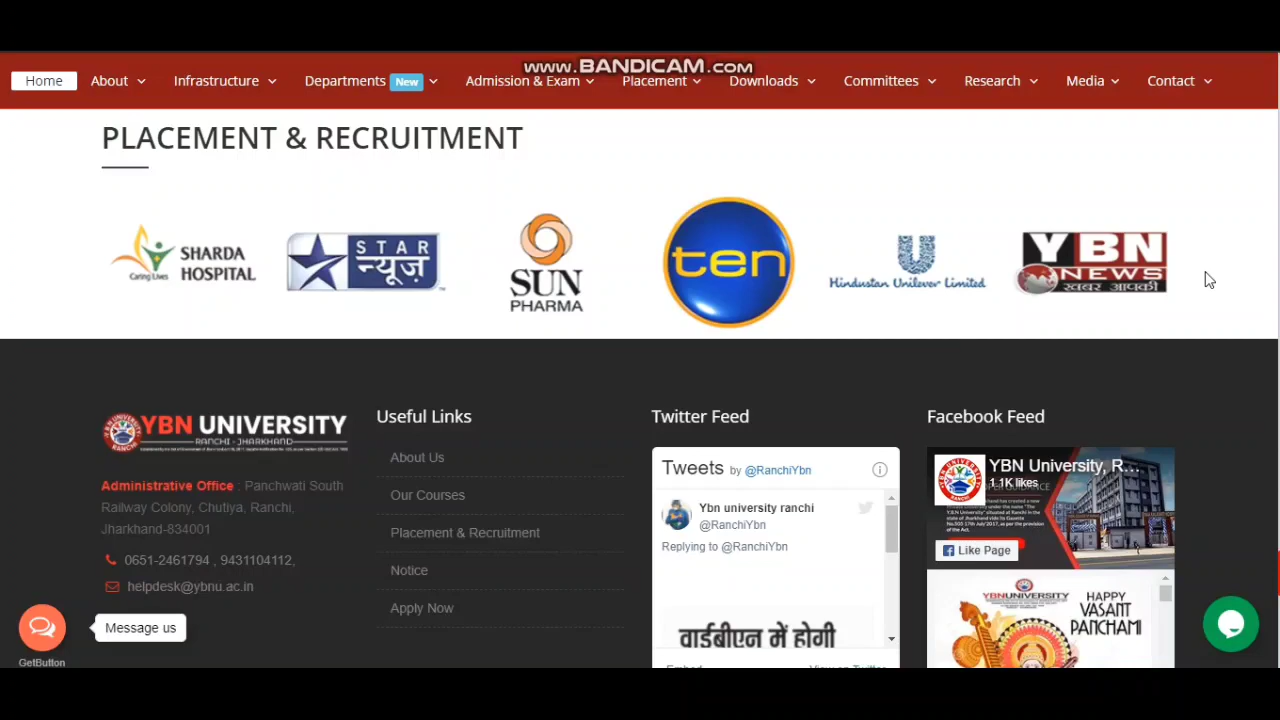 www.BANDICAM.com
Home About Infrastructure Departments New Admission & Exam Placement Downloads Committees Research Media Contact
PLACEMENT & RECRUITMENT
SHARDA
HOSPITAL
Caring Lives
STAR
न्यूज़
SUN
PHARMA
ten
Hindustan Unilever Limited
YBN
NEWS
खबर आपकी
YBN UNIVERSITY
RANCHI - JHARKHAND
Administrative Office : Panchwati South
Railway Colony, Chutiya, Ranchi,
Jharkhand-834001
0651-2461794 , 9431104112,
helpdesk@ybnu.ac.in
Message us
GetButton
Useful Links
About Us
Our Courses
Placement & Recruitment
Notice
Apply Now
Twitter Feed
Tweets by @RanchiYbn
Ybn university ranchi
@RanchiYbn
Replying to @RanchiYbn
वाईबीएन में होगी
Facebook Feed
YBN University, R...
1.1K likes
Like Page
YBN UNIVERSITY
HAPPY
VASANT
PANCHAMI